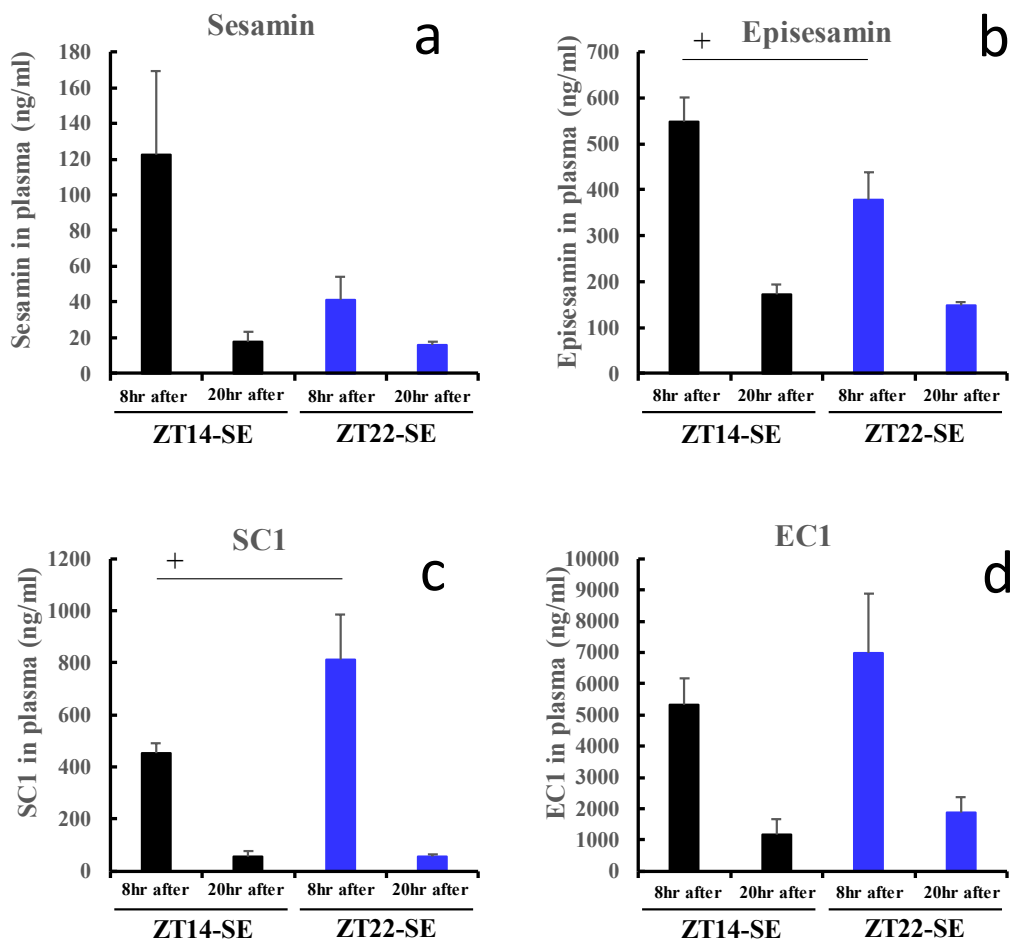 Sesamin
a
Sesamin in plasma (ng/ml)
180
160
140
120
100
80
60
40
20
0
8hr after 20hr after 8hr after 20hr after
ZT14-SE ZT22-SE
Episesamin
b
+
Episesamin in plasma (ng/ml)
700
600
500
400
300
200
100
0
8hr after 20hr after 8hr after 20hr after
ZT14-SE ZT22-SE
SC1
c
+
SC1 in plasma (ng/ml)
1200
1000
800
600
400
200
0
8hr after 20hr after 8hr after 20hr after
ZT14-SE ZT22-SE
EC1
d
EC1 in plasma (ng/ml)
10000
9000
8000
7000
6000
5000
4000
3000
2000
1000
0
8hr after 20hr after 8hr after 20hr after
ZT14-SE ZT22-SE